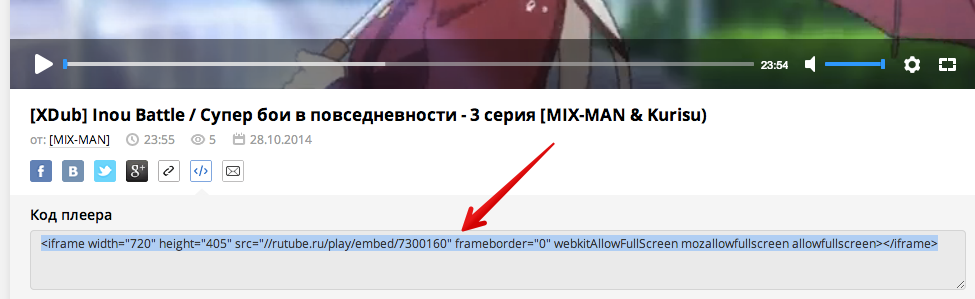 23:54
[XDub] Inou Battle / Супер бои в повседневности - 3 серия [MIX-MAN & Kurisu)
от: [MIX-MAN] 23:55 5 28.10.2014
f B g+ </>
Код плеера
<iframe width="720" height="405" src="//rutube.ru/play/embed/7300160" frameborder="0" webkitAllowFullScreen mozallowfullscreen allowfullscreen></iframe>